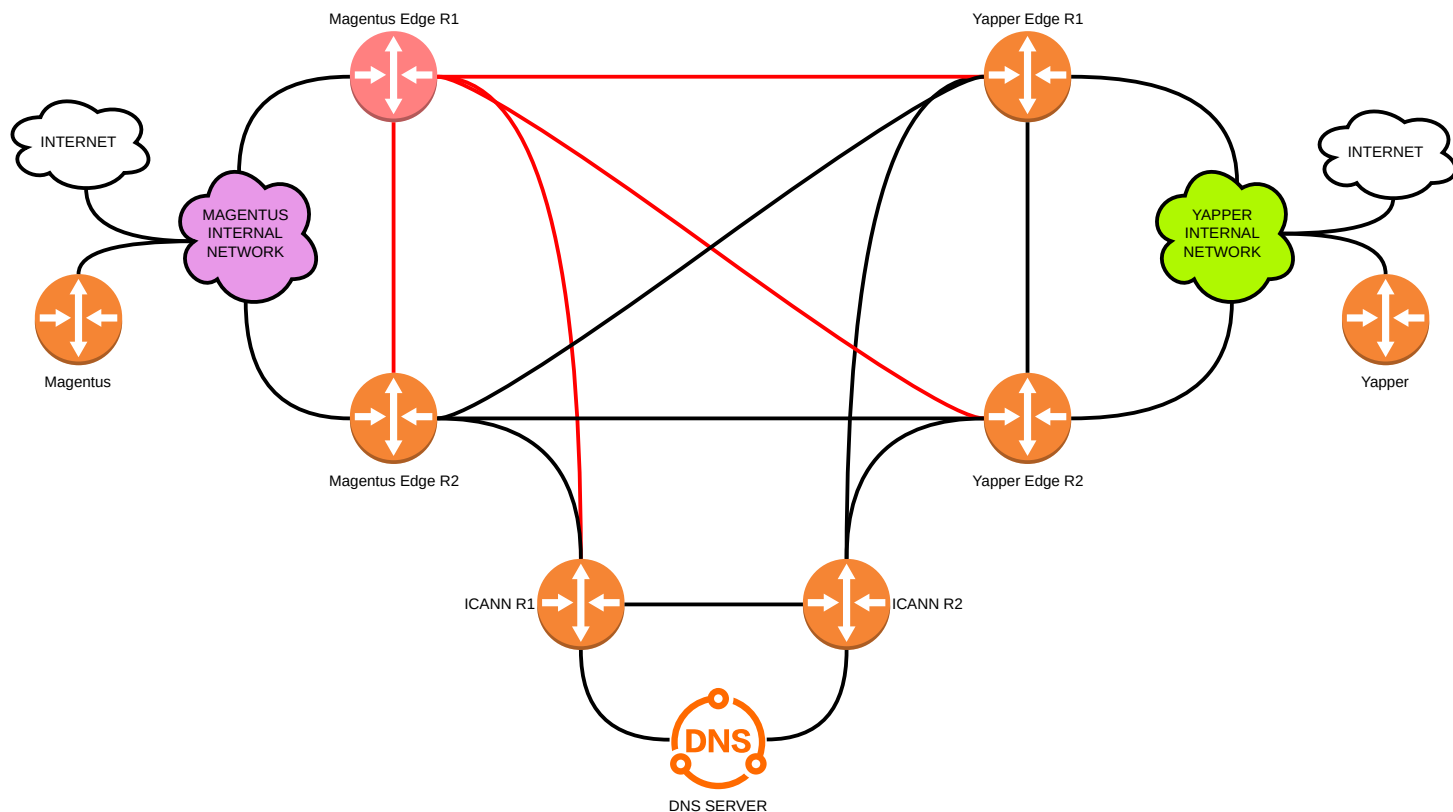 Magentus Edge R1
Yapper Edge R1
INTERNET
INTERNET
MAGENTUS
INTERNAL
NETWORK
YAPPER
INTERNAL
NETWORK
Magentus
Yapper
Magentus Edge R2
Yapper Edge R2
ICANN R1
ICANN R2
DNS
DNS SERVER